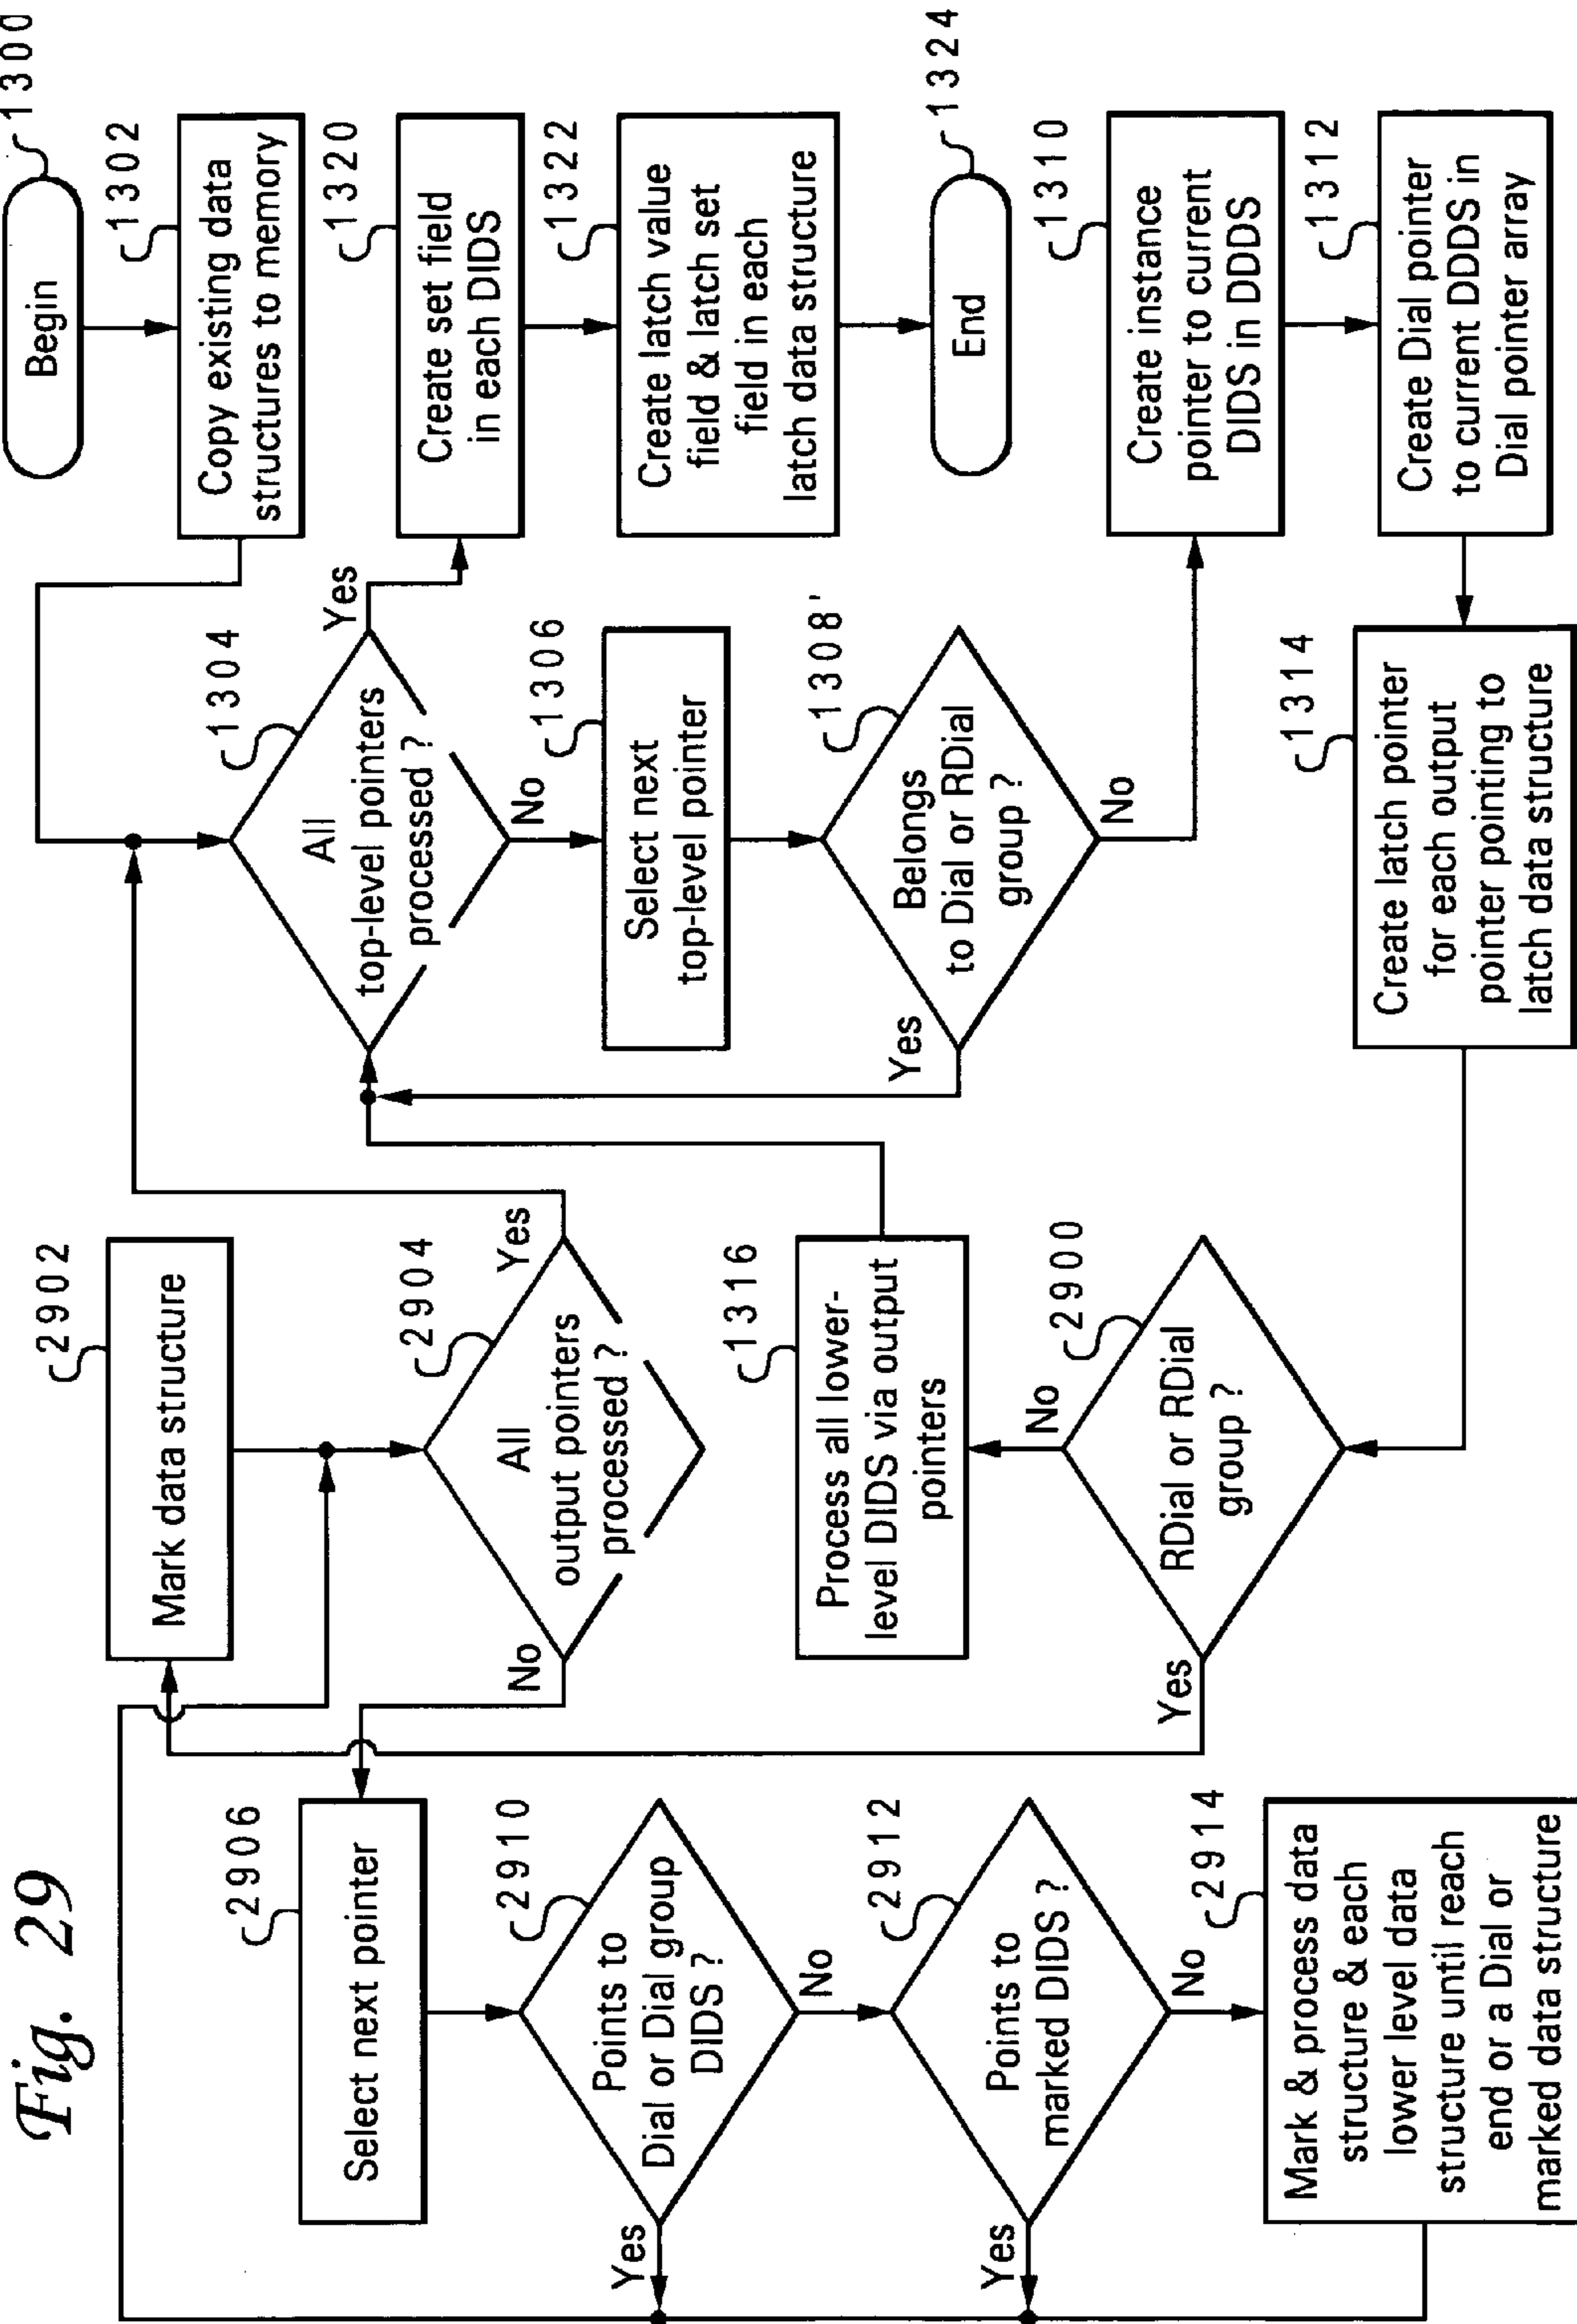 Fig. 29
Begin
1300
Copy existing data
structures to memory
1302
All
top-level pointers
processed ?
1304
Yes
No
Create set field
in each DIDS
1320
Create latch value
field & latch set
field in each
latch data structure
1322
End
1324
Select next
top-level pointer
1306
Belongs
to Dial or RDial
group ?
1308'
Yes
No
Create instance
pointer to current
DIDS in DDDS
1310
Create Dial pointer
to current DDDS in
Dial pointer array
1312
Create latch pointer
for each output
pointer pointing to
latch data structure
1314
RDial or RDial
group ?
2900
Yes
No
Process all lower-
level DIDS via output
pointers
1316
Mark data structure
2902
All
output pointers
processed ?
2904
Yes
No
Select next pointer
2906
Points to
Dial or Dial group
DIDS ?
2910
Yes
No
Points to
marked DIDS ?
2912
Yes
No
Mark & process data
structure & each
lower level data
structure until reach
end or a Dial or
marked data structure
2914